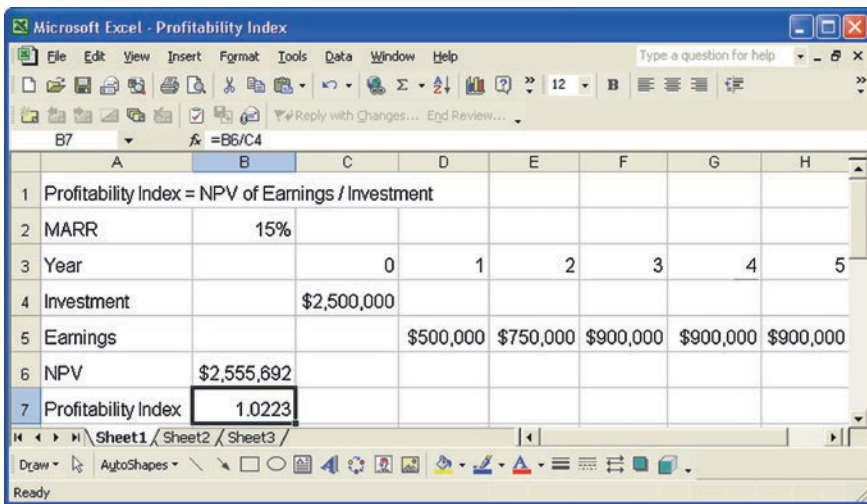 Microsoft Excel - Profitability Index
File Edit View Insert Format Tools Data Window Help Type a question for help
12 B
Reply with Changes... End Review...
B7 fx =B6/C4
A B C D E F G H
1 Profitability Index = NPV of Earnings / Investment
2 MARR 15%
3 Year 0 1 2 3 4 5
4 Investment $2,500,000
5 Earnings $500,000 $750,000 $900,000 $900,000 $900,000
6 NPV $2,555,692
7 Profitability Index 1.0223
Sheet1 / Sheet2 / Sheet3 /
Draw AutoShapes
Ready